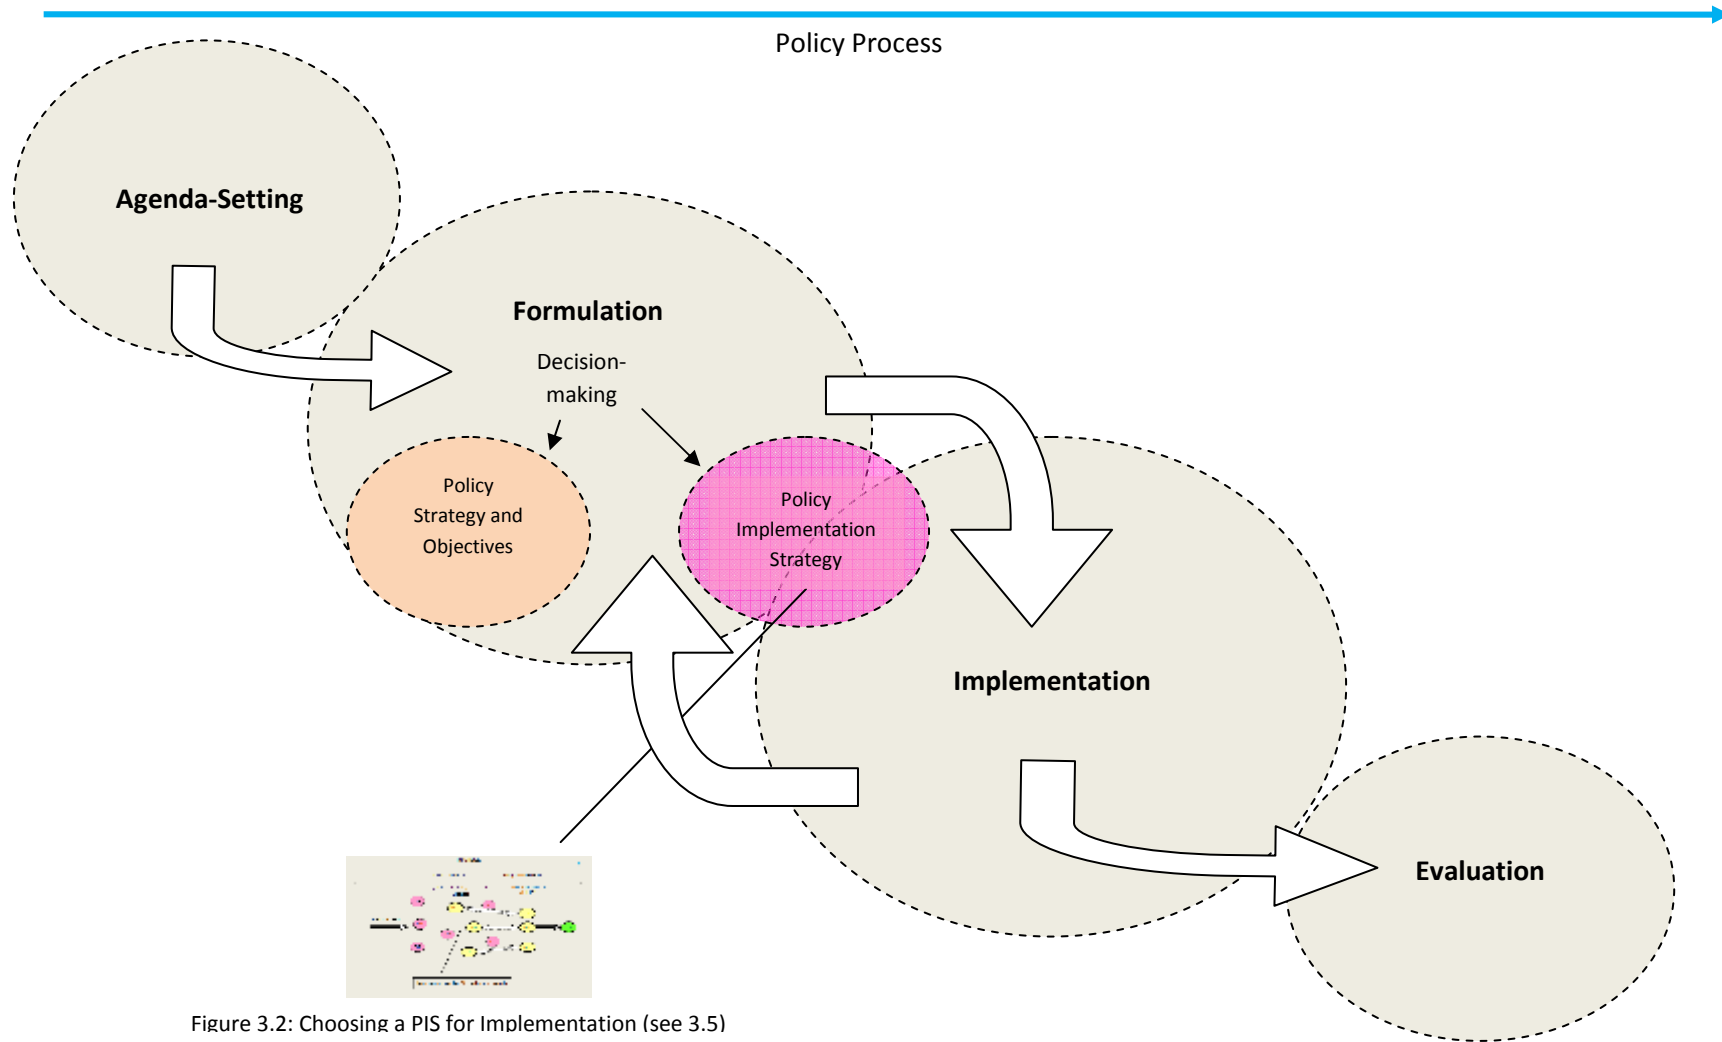 Policy Process
Agenda-Setting
Formulation
Decision-
making
Policy
Strategy and
Objectives
Policy
Implementation
Strategy
Implementation
Evaluation
Figure 3.2: Choosing a PIS for Implementation (see 3.5)